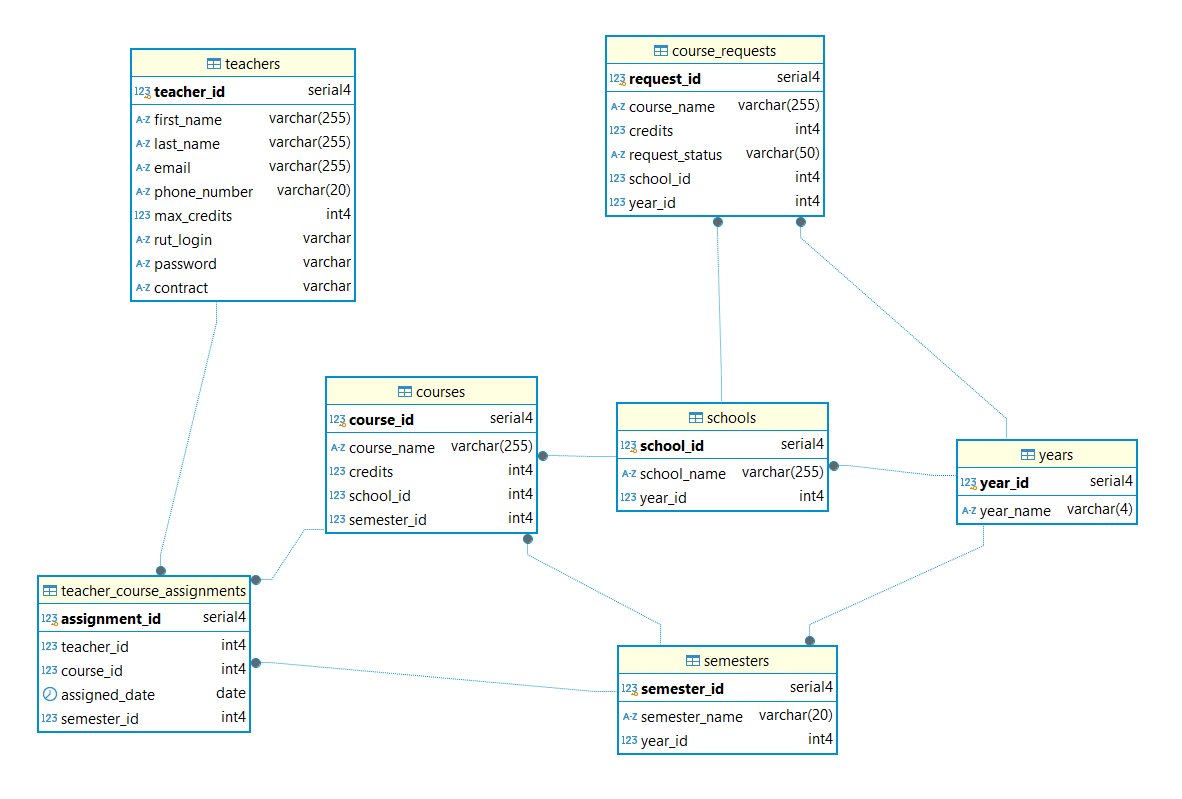 teachers
123 teacher_id serial4
A-Z first_name varchar(255)
A-Z last_name varchar(255)
A-Z email varchar(255)
A-Z phone_number varchar(20)
123 max_credits int4
A-Z rut_login varchar
A-Z password varchar
A-Z contract varchar
course_requests
123 request_id serial4
A-Z course_name varchar(255)
123 credits int4
A-Z request_status varchar(50)
123 school_id int4
123 year_id int4
courses
123 course_id serial4
A-Z course_name varchar(255)
123 credits int4
123 school_id int4
123 semester_id int4
schools
123 school_id serial4
A-Z school_name varchar(255)
123 year_id int4
years
123 year_id serial4
A-Z year_name varchar(4)
teacher_course_assignments
123 assignment_id serial4
123 teacher_id int4
123 course_id int4
assigned_date date
123 semester_id int4
semesters
123 semester_id serial4
A-Z semester_name varchar(20)
123 year_id int4